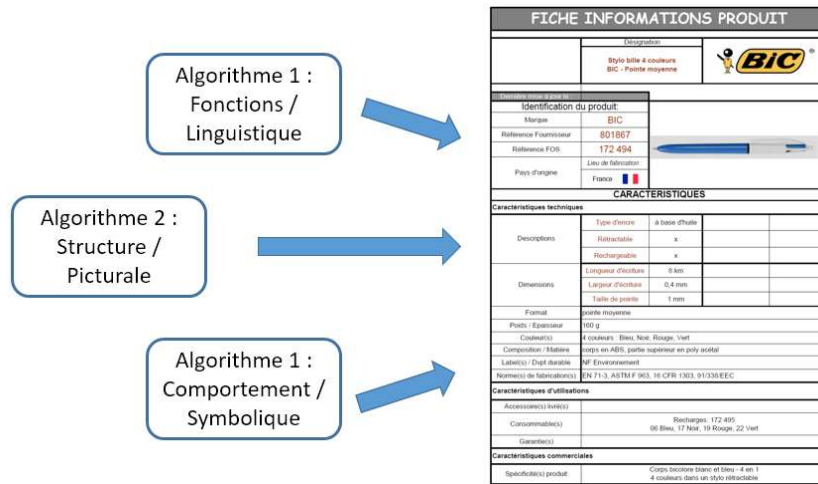 Algorithme 1 :
Fonctions /
Linguistique
Algorithme 2 :
Structure /
Picturale
Algorithme 1 :
Comportement /
Symbolique
FICHE INFORMATIONS PRODUIT
Désignation
Stylo bille 4 couleurs
BIC - Pointe moyenne
BIC
®
Dernière mise à jour le
Identification du produit:
Marque BIC
Référence Fournisseur 801867
Référence FOS 172 494
Pays d'origine
Lieu de fabrication
France
CARACTERISTIQUES
Caractéristiques techniques
Descriptions
Type d'encre à base d'huile
Rétractable x
Rechargeable x
Dimensions
Longueur d'écriture 8 km
Largeur d'écriture 0,4 mm
Taille de pointe 1 mm
Format pointe moyenne
Poids / Epaisseur 160 g
Couleur(s) 4 couleurs : Bleu, Noir, Rouge, Vert
Composition / Matière corps en ABS, partie supérieur en poly acétal
Label(s) / Dvpt durable NF Environnement
Norme(s) de fabrication(s) EN 71-3, ASTM F 963, 16 CFR 1303, 91/338/EEC
Caractéristiques d'utilisations
Accessoire(s) livré(s)
Consommable(s)
Recharges: 172 495
06 Bleu, 17 Noir, 19 Rouge, 22 Vert
Garantie(s)
Caractéristiques commerciales
Spécificité(s) produit
Corps bicolore blanc et bleu - 4 en 1
4 couleurs dans un stylo rétractable